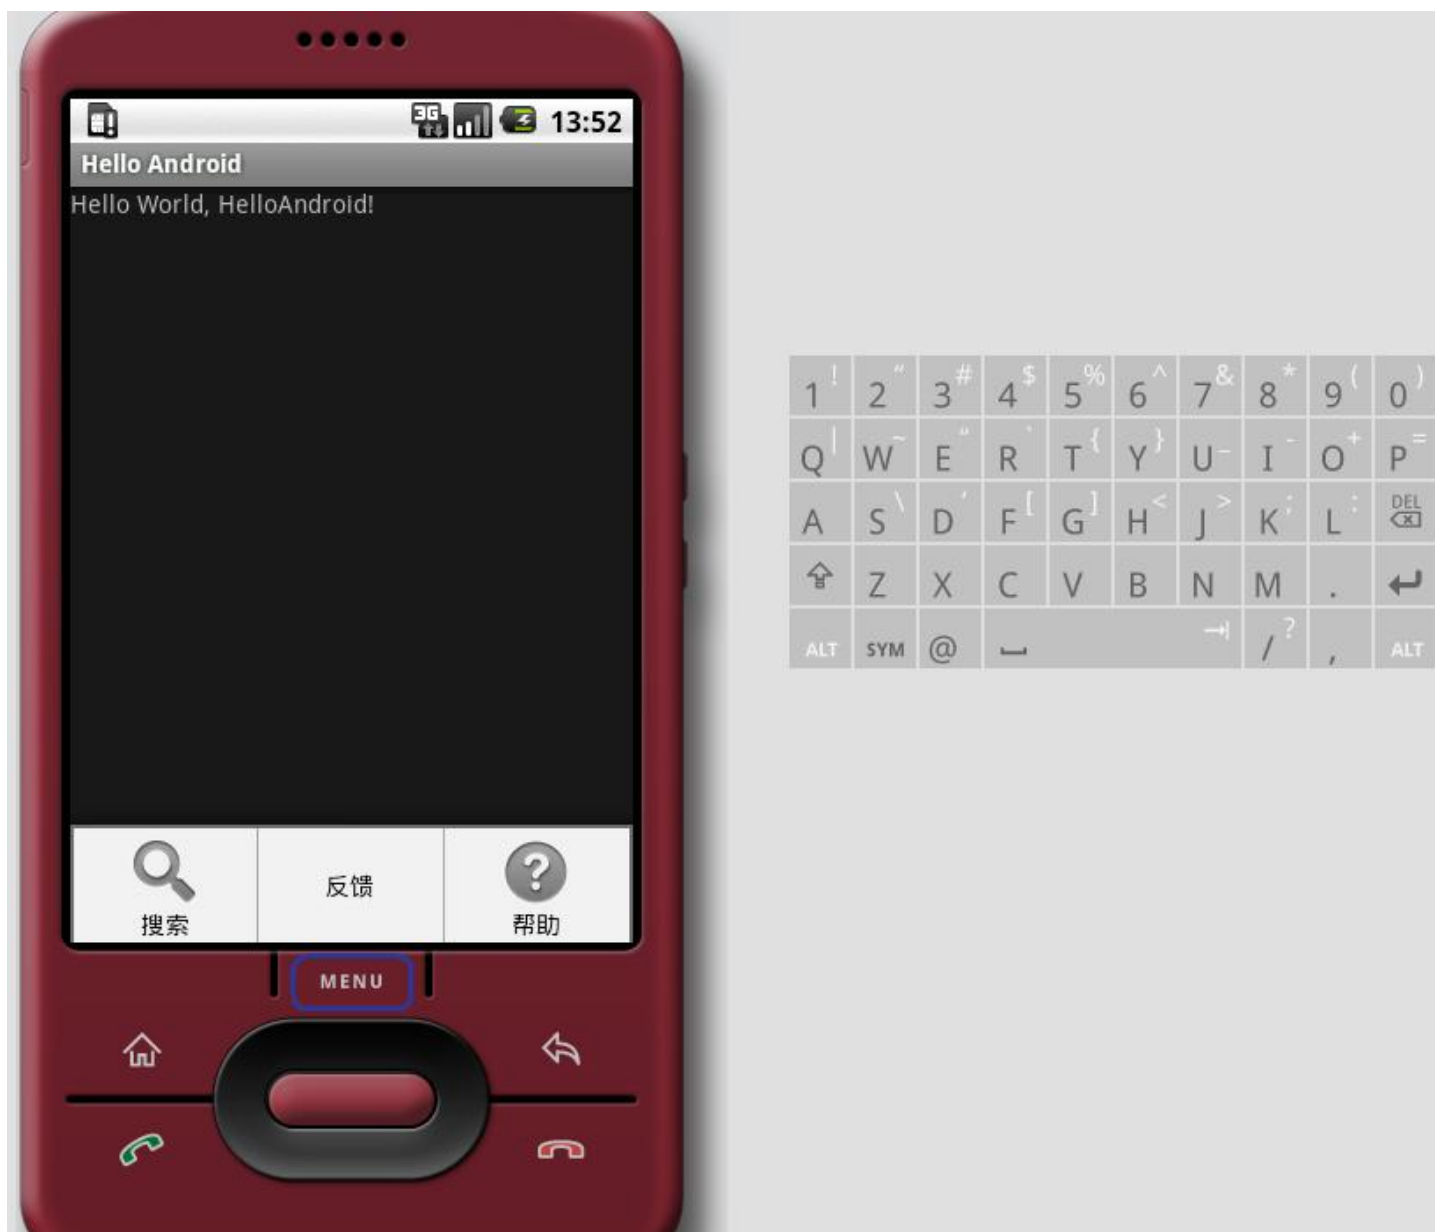 3G 13:52
Hello Android
Hello World, HelloAndroid!
搜索 反馈 帮助
MENU
1 ! 2 " 3 # 4 $ 5 % 6 ^ 7 & 8 * 9 ( 0 )
Q | W ~ E " R ` T { Y } U _ I - O + P =
A S \ D ' F [ G ] H < J > K ; L : DEL
Z X C V B N M .
ALT SYM @ / ? , ALT